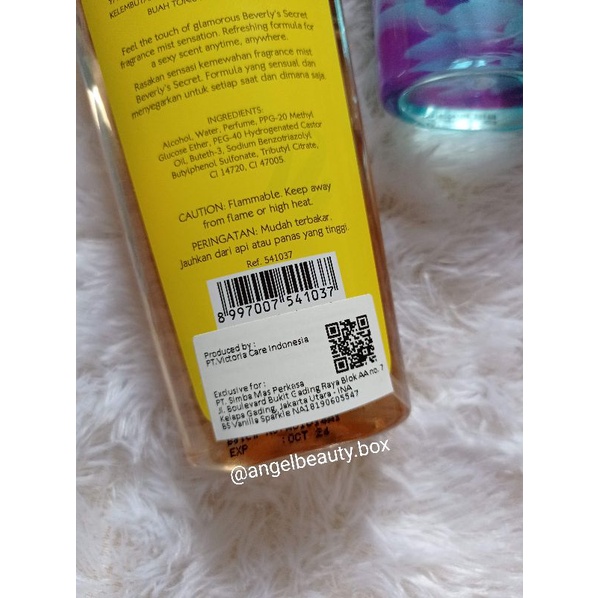 KELEMBUT
BUAH
Feel the touch of glamorous Beverly's Secret
fragrance mist sensation. Refreshing formula for
a sexy scent anytime, anywhere.
Rasakan sensasi kemewahan fragrance mist
Beverly's Secret. Formula yang sensual dan
menyegarkan untuk setiap saat dan dimana saja.
INGREDIENTS:
Alcohol, Water, Perfume, PPG-20 Methyl
Glucose Ether, PEG-40 Hydrogenated Castor
Oil, Buteth-3, Sodium Benzotriazolyl
Butylphenol Sulfonate, Tributyl Citrate,
CI 14720, CI 47005.
CAUTION: Flammable. Keep away
from flame or high heat.
PERINGATAN: Mudah terbakar.
Jauhkan dari api atau panas yang tinggi.
Ref. 541037
8 997007 541037
Produced by :
PT.Victoria Care Indonesia
Exclusive for :
PT. Simba Mas Perkasa
Jl. Boulevard Bukit Gading Raya Blok AA no. 7
Kelapa Gading, Jakarta Utara - INA
BS Vanilla Sparkle NA18190605547
EXP :OCT 24
@angelbeauty.box